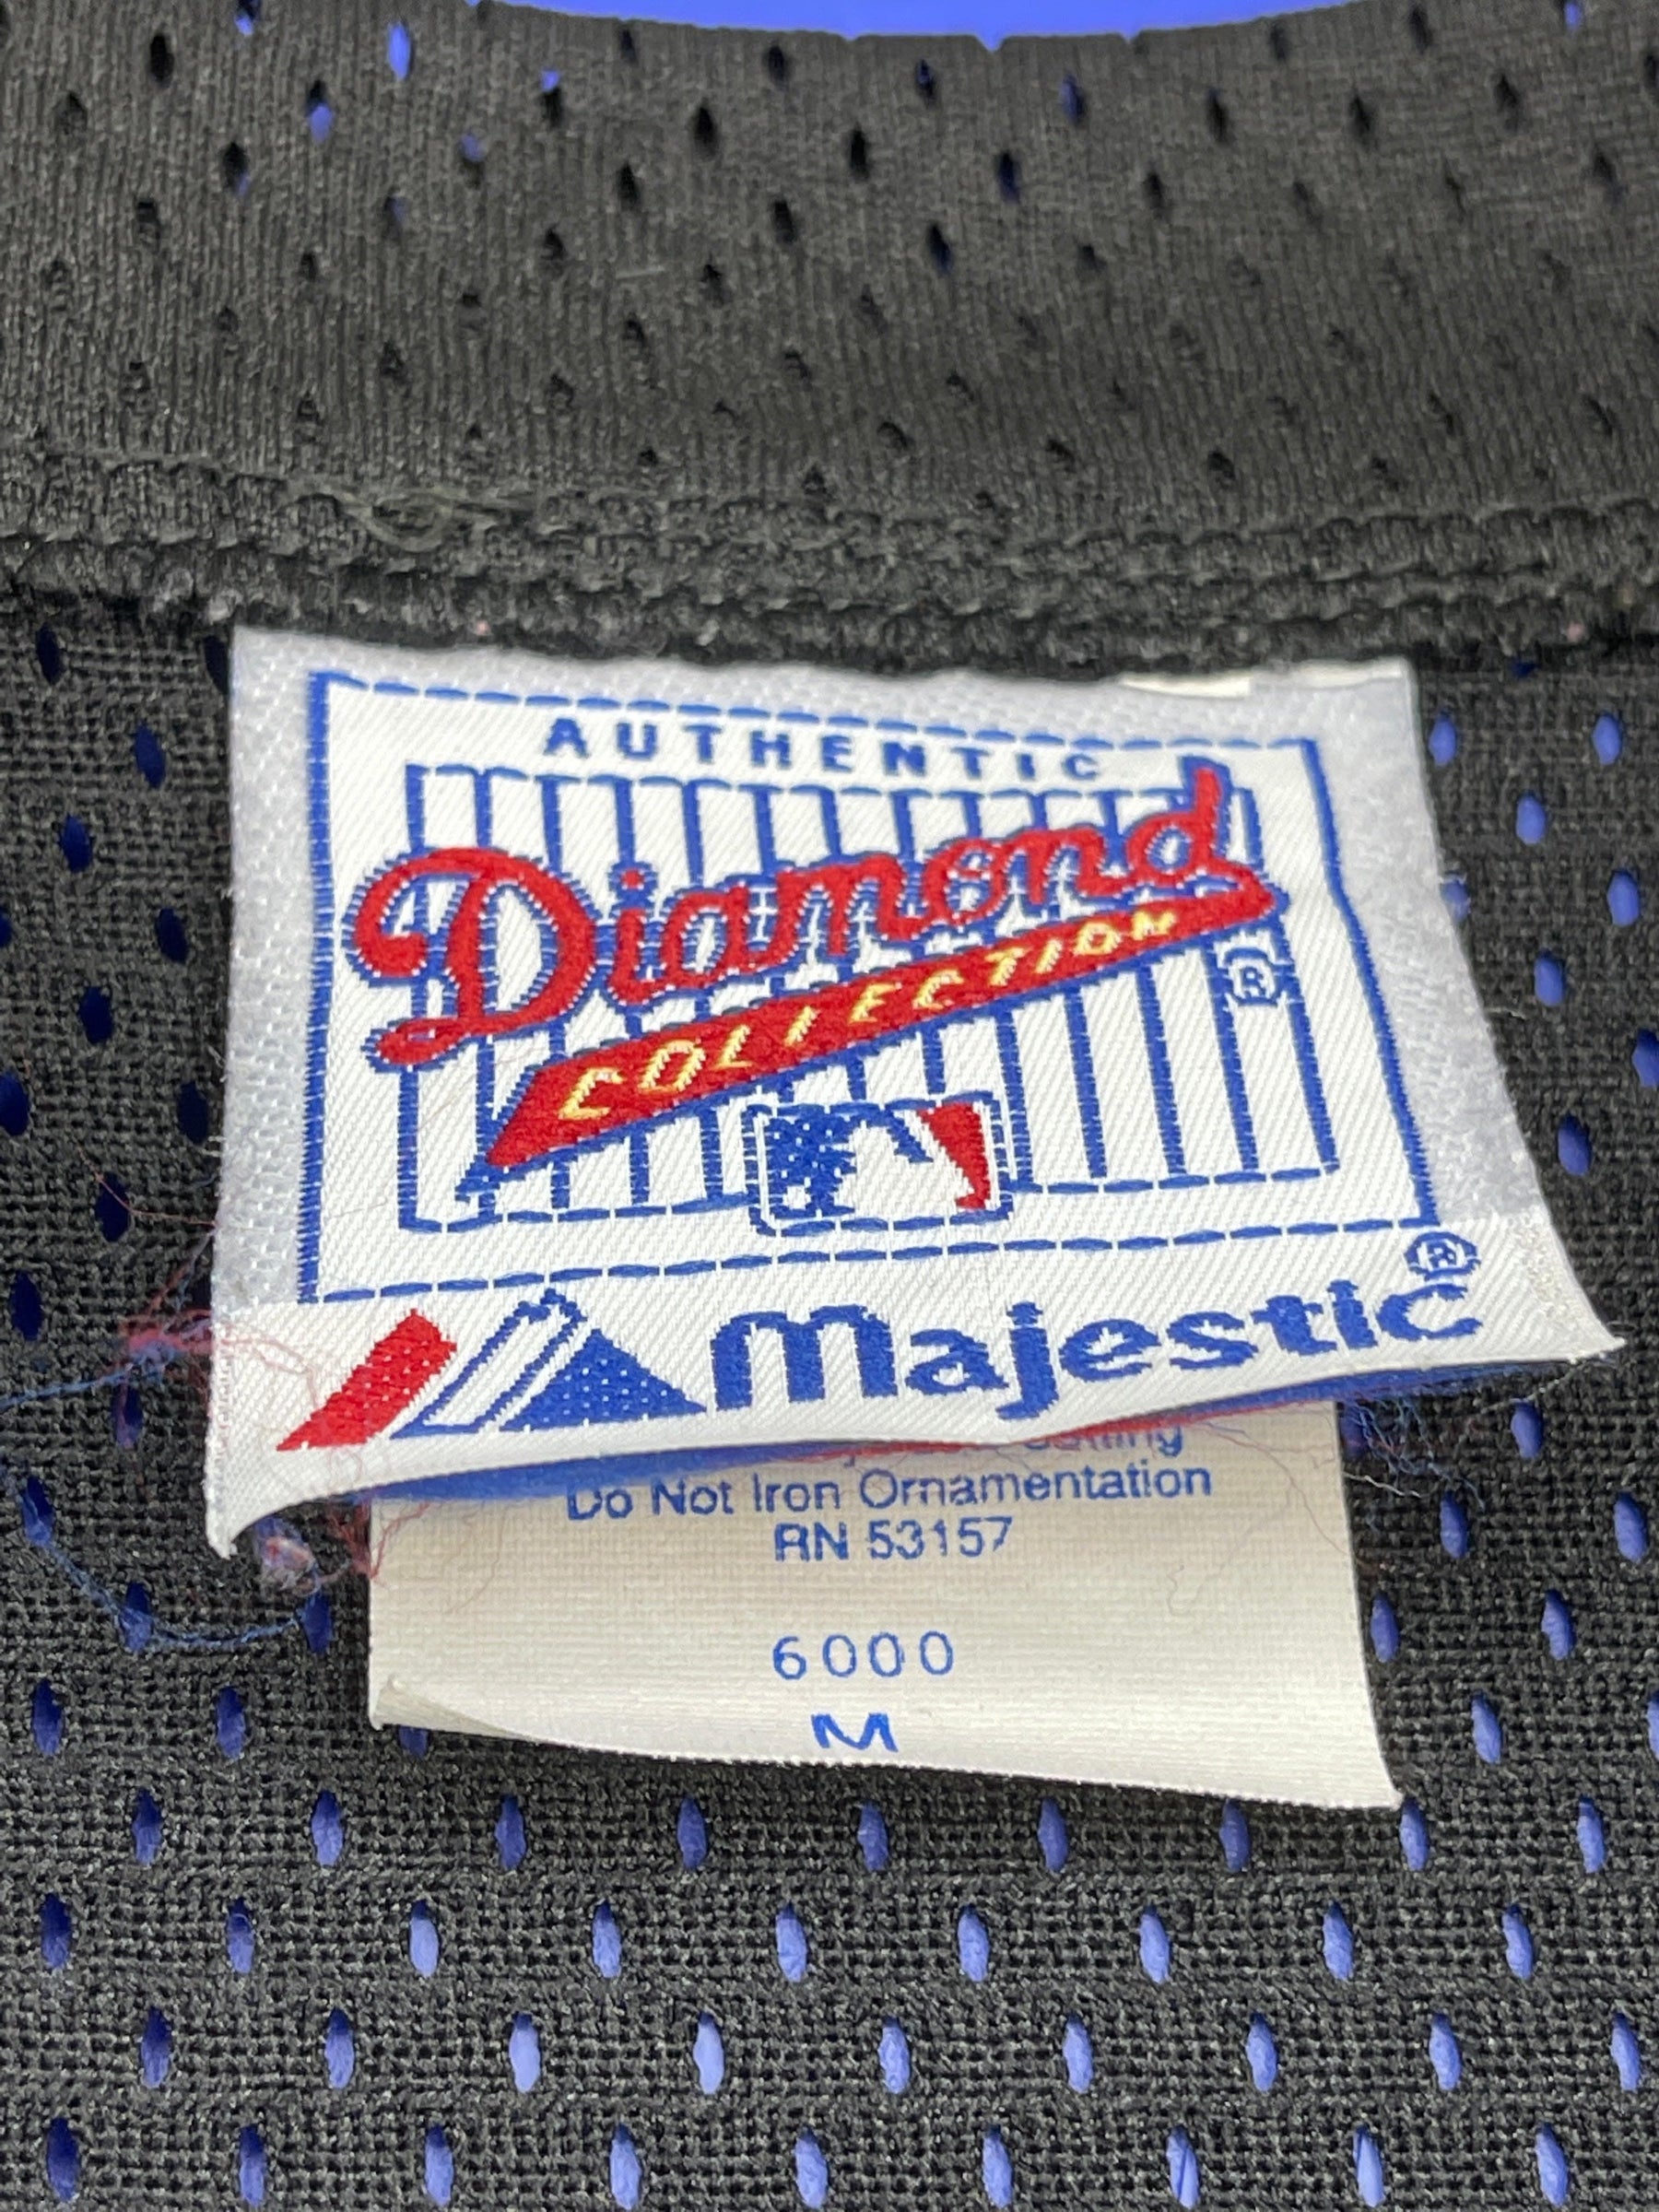 AUTHENTIC
Diamond
COLLECTION
®
Majestic®
Do Not Iron Ornamentation
RN 53157
6000
M